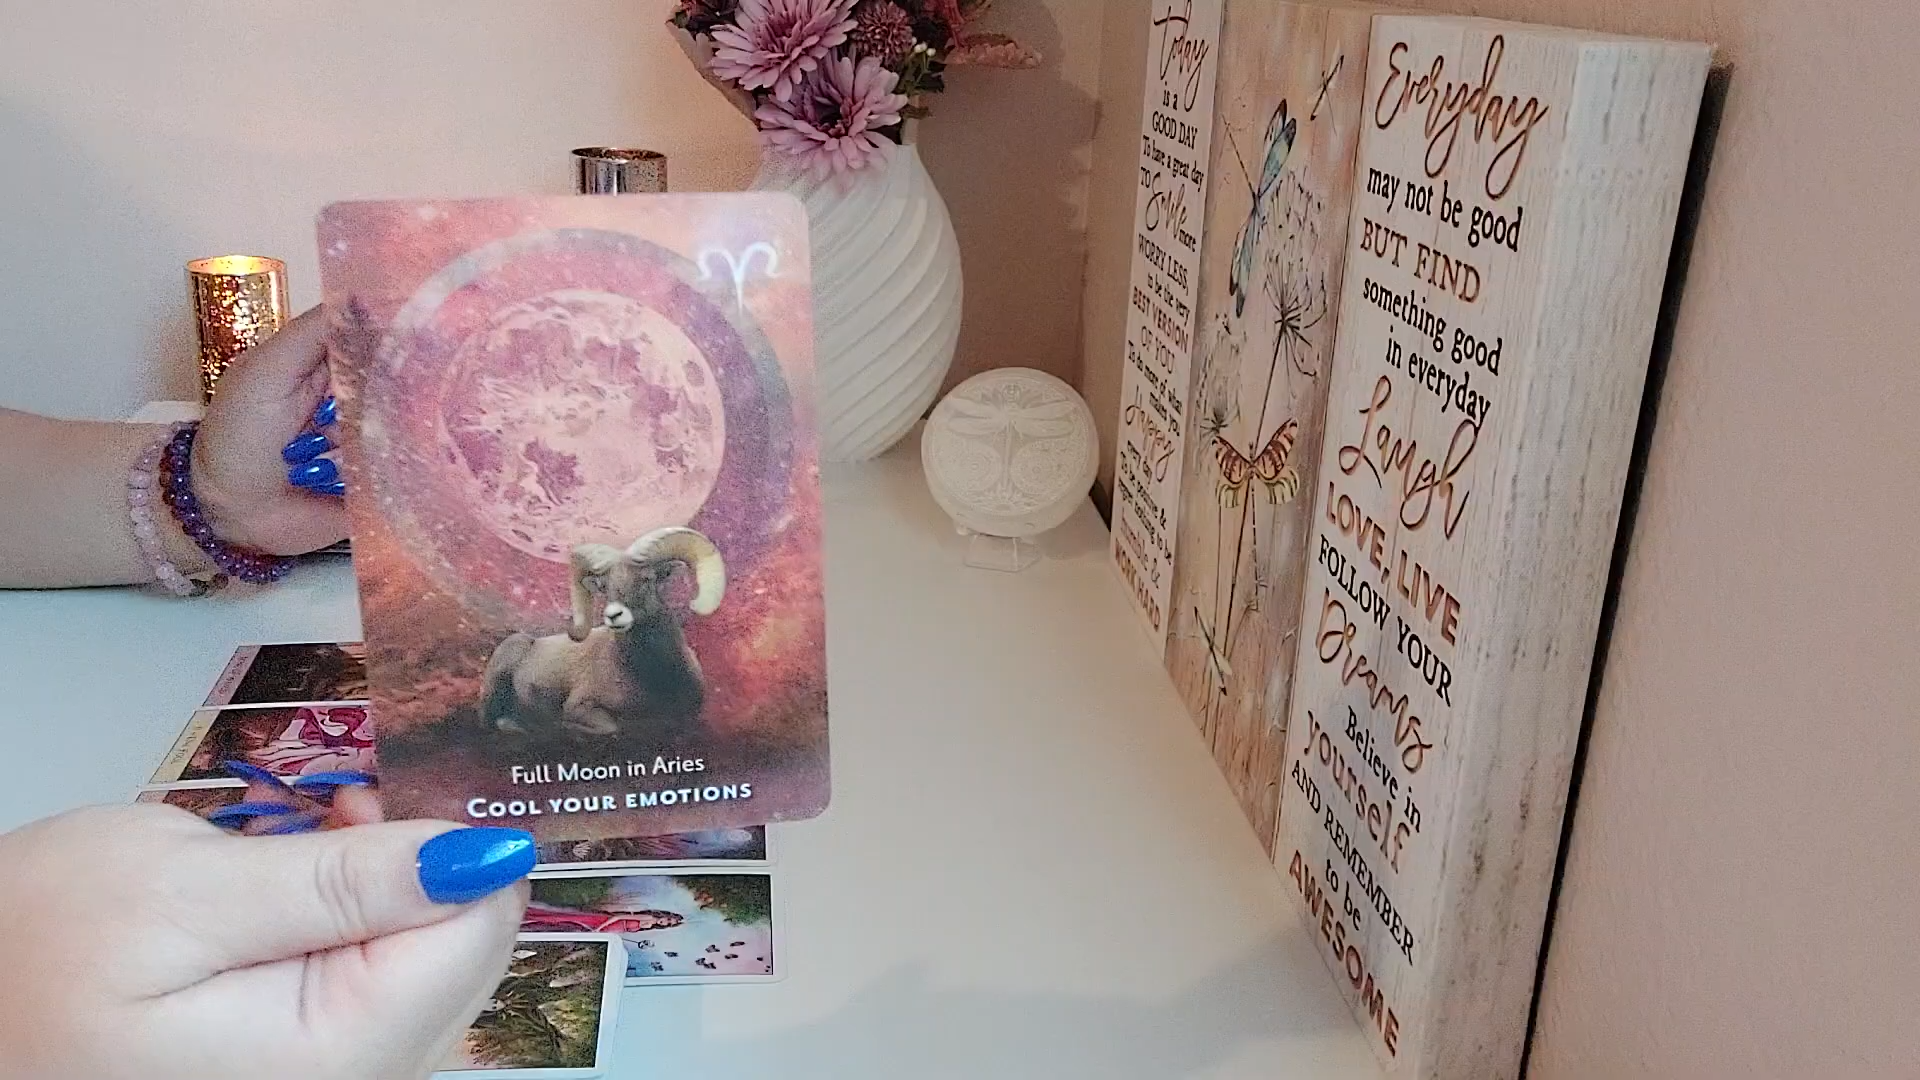 Full Moon in Aries
COOL YOUR EMOTIONS
Today
is a
GOOD DAY
To have a great day
TO Smile more
WORRY LESS,
to be the very
BEST VERSION
OF YOU
To do more of what
makes you
Happy
every day
To be positive &
regret nothing to be
humble &
WORK HARD
Everyday
may not be good
BUT FIND
something good
in everyday
Laugh
LOVE, LIVE
FOLLOW YOUR
Dreams
Believe in
yourself
AND REMEMBER
to be
AWESOME